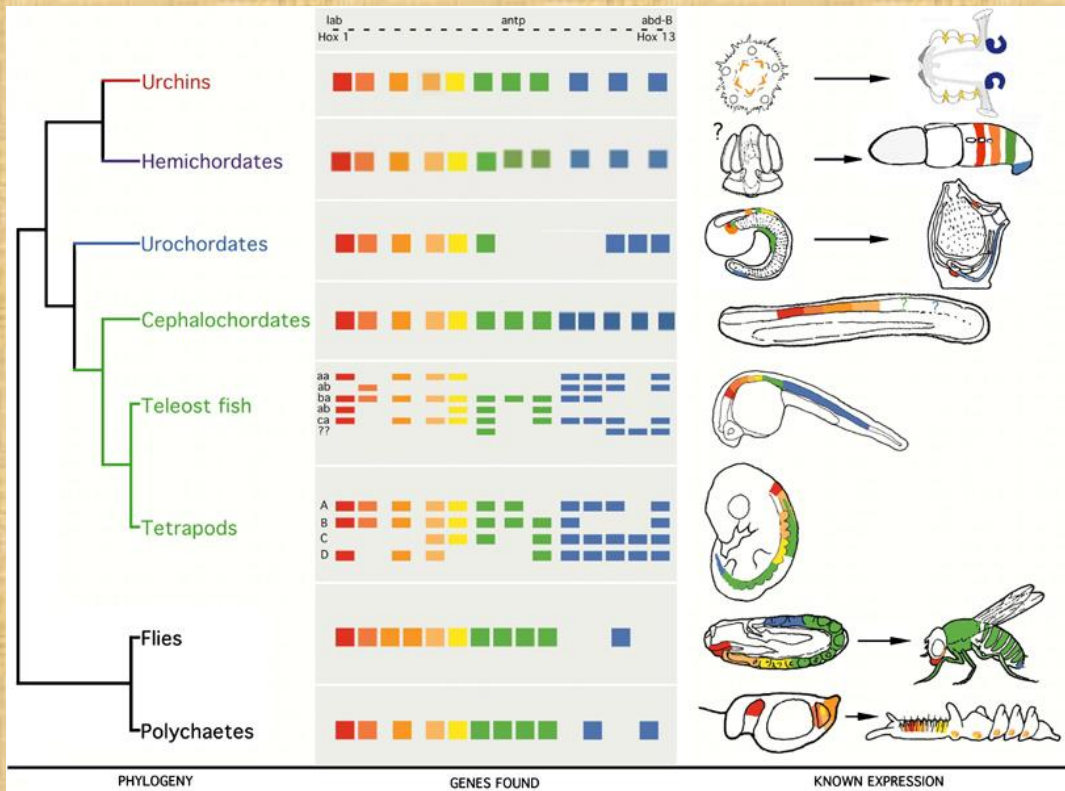 lab antp abd-B
Hox 1 Hox 13
Urchins
Hemichordates
?
Urochordates
Cephalochordates
? ?
aa
ab
ba
ab
ca
??
Teleost fish
A
B
C
D
Tetrapods
Flies
Polychaetes
PHYLOGENY GENES FOUND KNOWN EXPRESSION